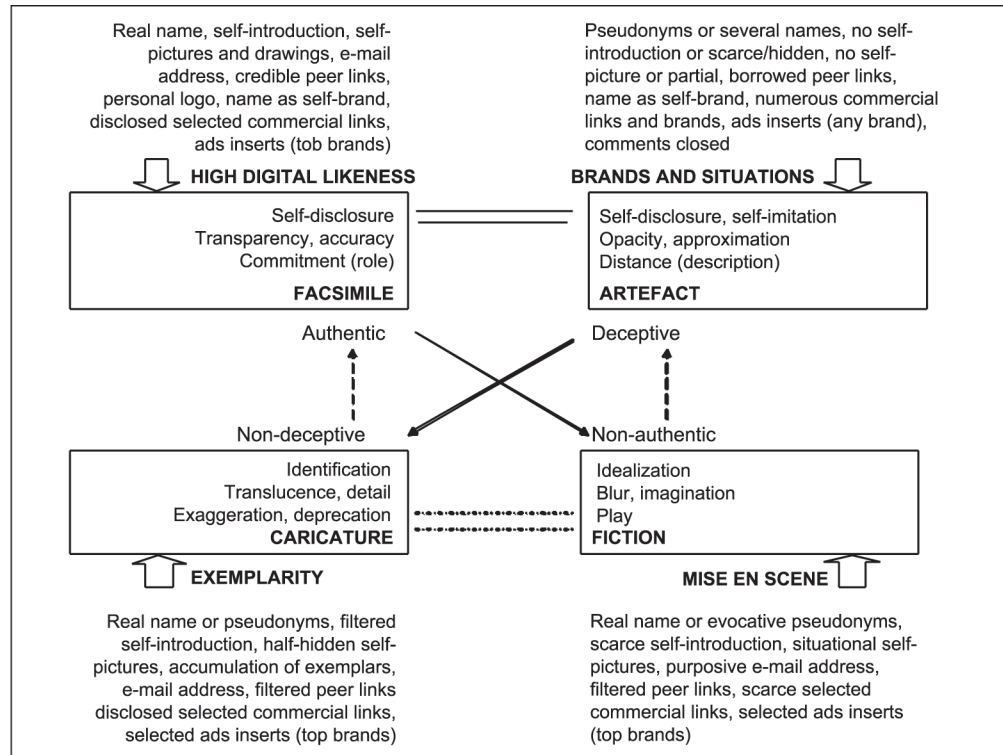 Real name, self-introduction, self-
pictures and drawings, e-mail
address, credible peer links,
personal logo, name as self-brand,
disclosed selected commercial links,
ads inserts (tob brands)
Pseudonyms or several names, no self-
introduction or scarce/hidden, no self-
picture or partial, borrowed peer links,
name as self-brand, numerous commercial
links and brands, ads inserts (any brand),
comments closed
HIGH DIGITAL LIKENESS
BRANDS AND SITUATIONS
Self-disclosure
Transparency, accuracy
Commitment (role)
FACSIMILE
Self-disclosure, self-imitation
Opacity, approximation
Distance (description)
ARTEFACT
Authentic
Deceptive
Non-deceptive
Non-authentic
Identification
Translucence, detail
Exaggeration, deprecation
CARICATURE
Idealization
Blur, imagination
Play
FICTION
EXEMPLARITY
MISE EN SCENE
Real name or pseudonyms, filtered
self-introduction, half-hidden self-
pictures, accumulation of exemplars,
e-mail address, filtered peer links
disclosed selected commercial links,
selected ads inserts (top brands)
Real name or evocative pseudonyms,
scarce self-introduction, situational self-
pictures, purposive e-mail address,
filtered peer links, scarce selected
commercial links, selected ads inserts
(top brands)